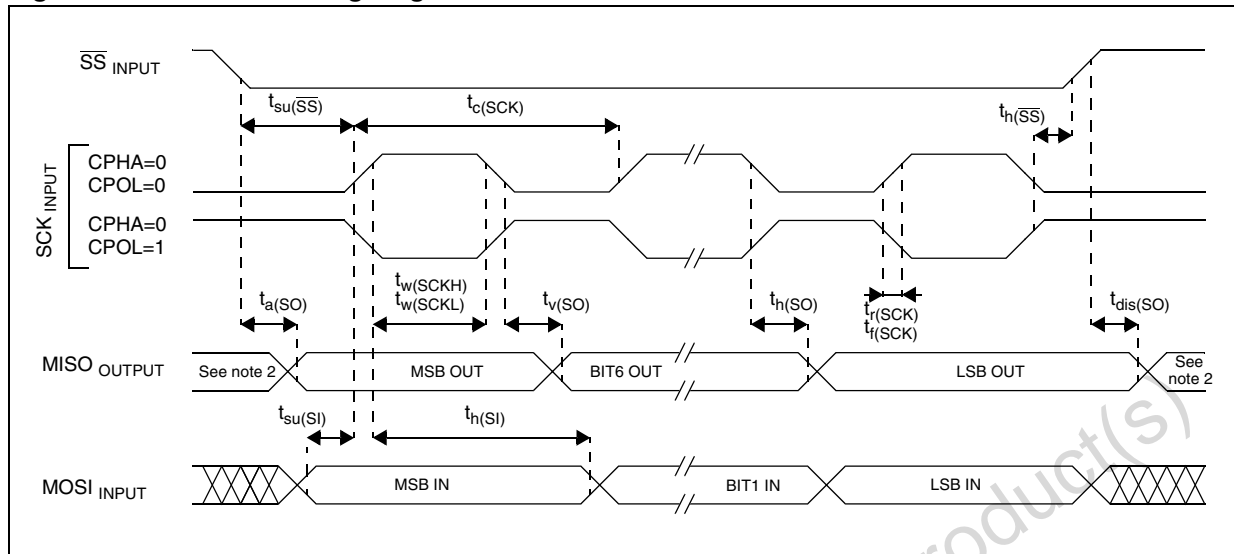 SS INPUT
tsu(SS)
tc(SCK)
th(SS)
SCK INPUT
CPHA=0
CPOL=0
CPHA=0
CPOL=1
ta(SO)
tw(SCKH)
tw(SCKL)
tv(SO)
th(SO)
tr(SCK)
tf(SCK)
tdis(SO)
MISO OUTPUT
See note 2
MSB OUT
BIT6 OUT
LSB OUT
See
note 2
tsu(SI)
th(SI)
MOSI INPUT
MSB IN
BIT1 IN
LSB IN
roduct(s)